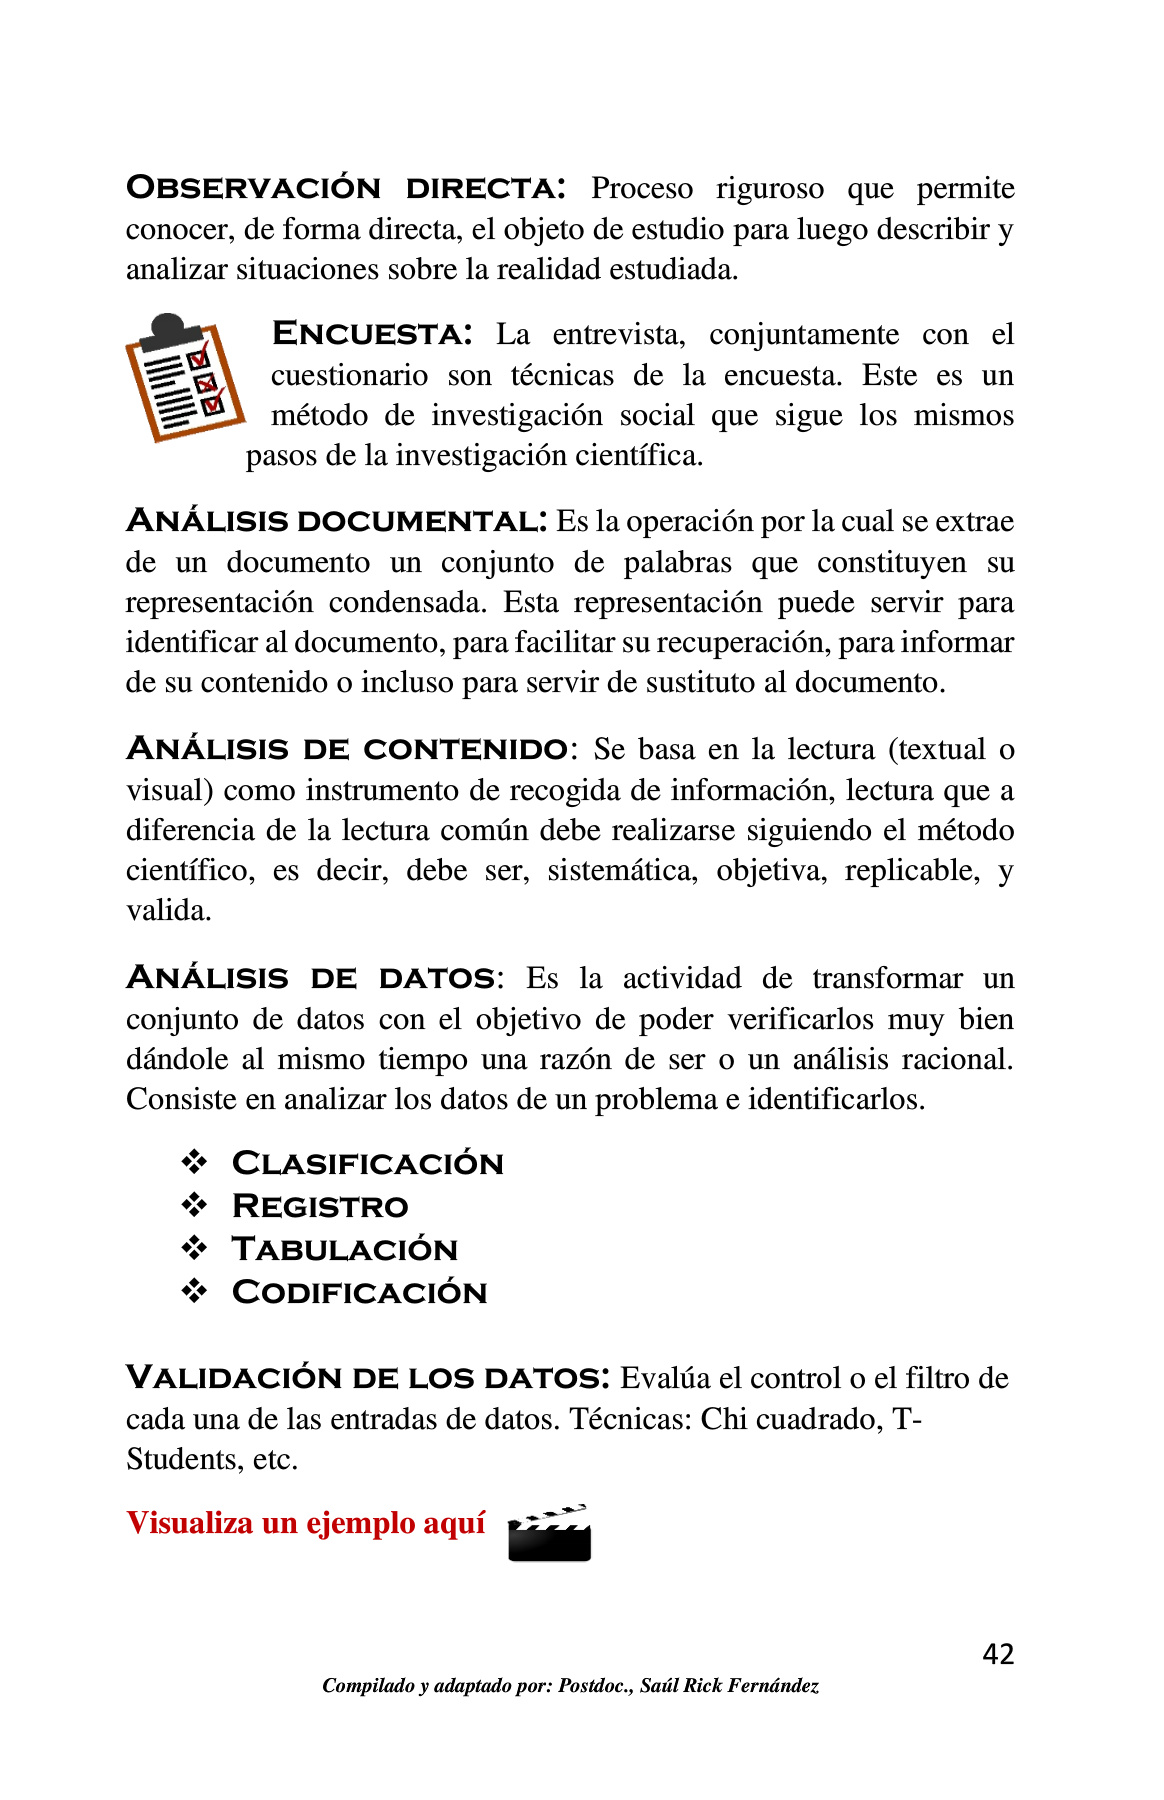 OBSERVACIÓN DIRECTA: Proceso riguroso que permite
conocer, de forma directa, el objeto de estudio para luego describir y
analizar situaciones sobre la realidad estudiada.
ENCUESTA: La entrevista, conjuntamente con el
cuestionario son técnicas de la encuesta. Este es un
método de investigación social que sigue los mismos
pasos de la investigación científica.
ANÁLISIS DOCUMENTAL: Es la operación por la cual se extrae
de un documento un conjunto de palabras que constituyen su
representación condensada. Esta representación puede servir para
identificar al documento, para facilitar su recuperación, para informar
de su contenido o incluso para servir de sustituto al documento.
ANÁLISIS DE CONTENIDO: Se basa en la lectura (textual o
visual) como instrumento de recogida de información, lectura que a
diferencia de la lectura común debe realizarse siguiendo el método
científico, es decir, debe ser, sistemática, objetiva, replicable, y
valida.
ANÁLISIS DE DATOS: Es la actividad de transformar un
conjunto de datos con el objetivo de poder verificarlos muy bien
dándole al mismo tiempo una razón de ser o un análisis racional.
Consiste en analizar los datos de un problema e identificarlos.
❖ CLASIFICACIÓN
❖ REGISTRO
❖ TABULACIÓN
❖ CODIFICACIÓN
VALIDACIÓN DE LOS DATOS: Evalúa el control o el filtro de
cada una de las entradas de datos. Técnicas: Chi cuadrado, T-
Students, etc.
Visualiza un ejemplo aquí
42
Compilado y adaptado por: Postdoc., Saúl Rick Fernández